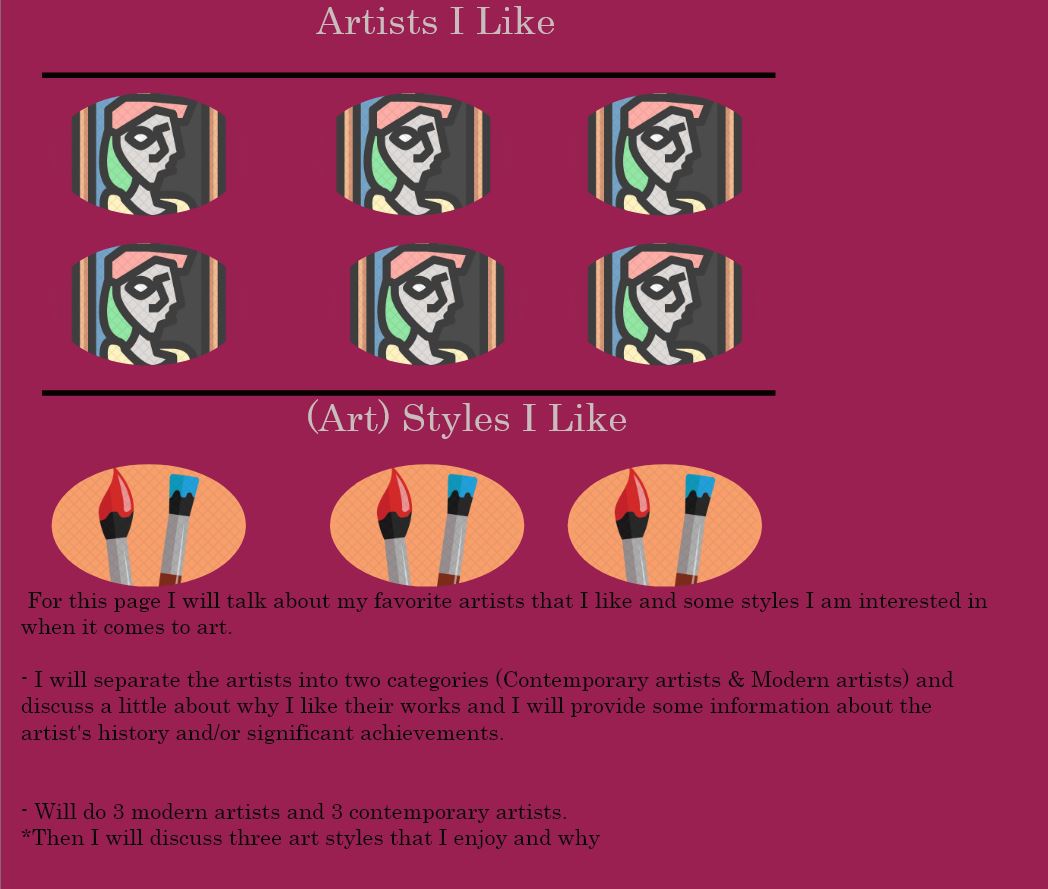 Artists I Like
(Art) Styles I Like
For this page I will talk about my favorite artists that I like and some styles I am interested in
when it comes to art.
- I will separate the artists into two categories (Contemporary artists & Modern artists) and
discuss a little about why I like their works and I will provide some information about the
artist's history and/or significant achievements.
- Will do 3 modern artists and 3 contemporary artists.
*Then I will discuss three art styles that I enjoy and why